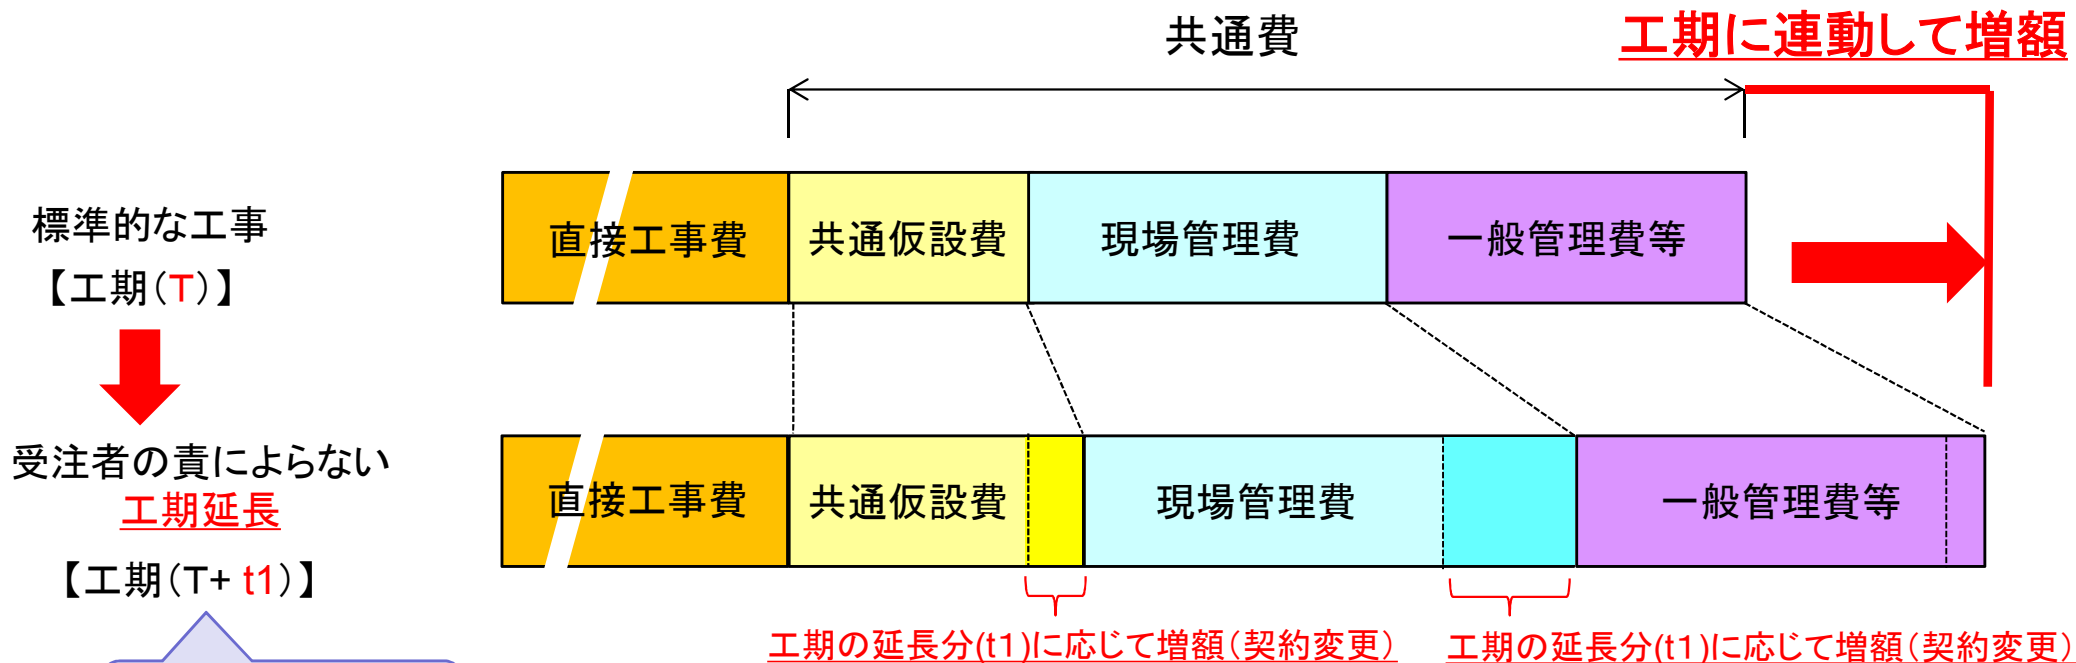 共通費
工期に連動して増額
標準的な工事
【工期(T)】
直接工事費
共通仮設費
現場管理費
一般管理費等
受注者の責によらない
工期延長
【工期(T+ t1)】
直接工事費
共通仮設費
現場管理費
一般管理費等
工期の延長分(t1)に応じて増額(契約変更)
工期の延長分(t1)に応じて増額(契約変更)